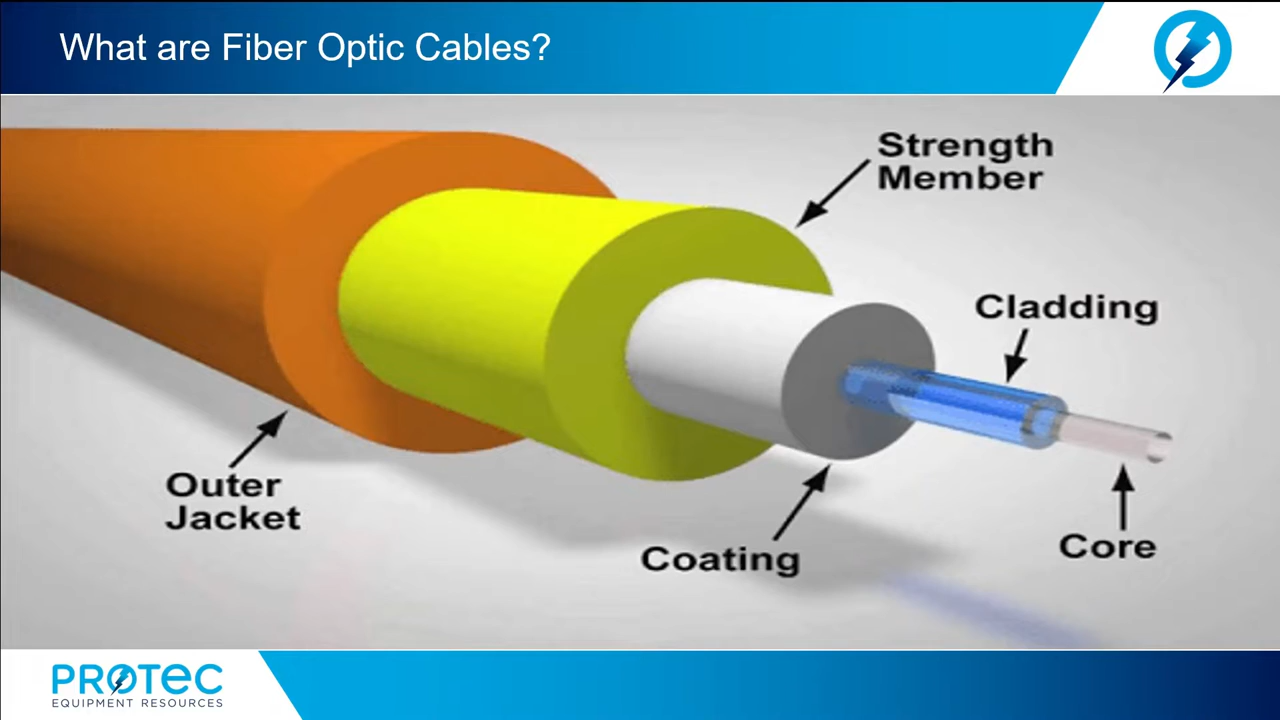 What are Fiber Optic Cables?
Strength
Member
Cladding
Outer
Jacket
Coating
Core
PROTEC
EQUIPMENT RESOURCES